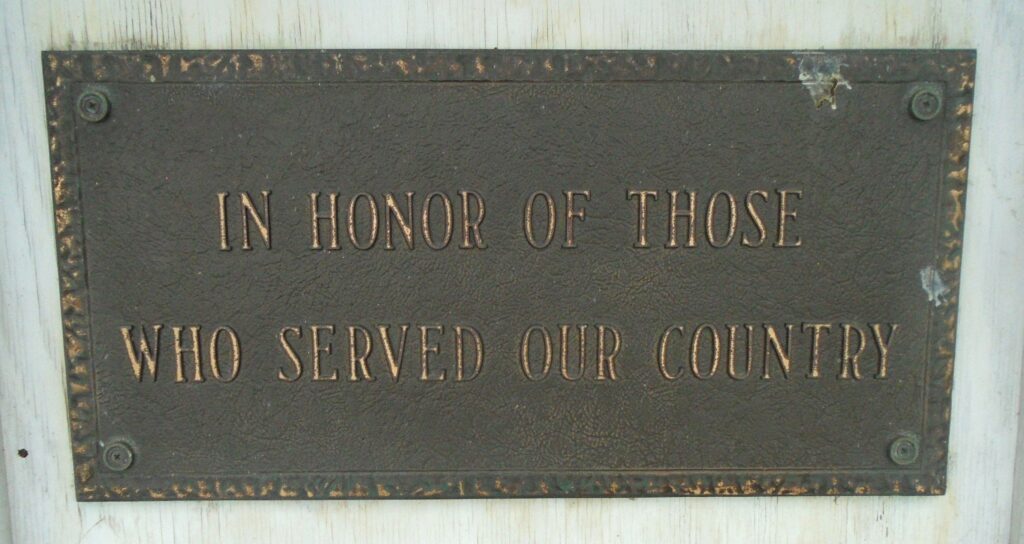 IN HONOR OF THOSE
WHO SERVED OUR COUNTRY